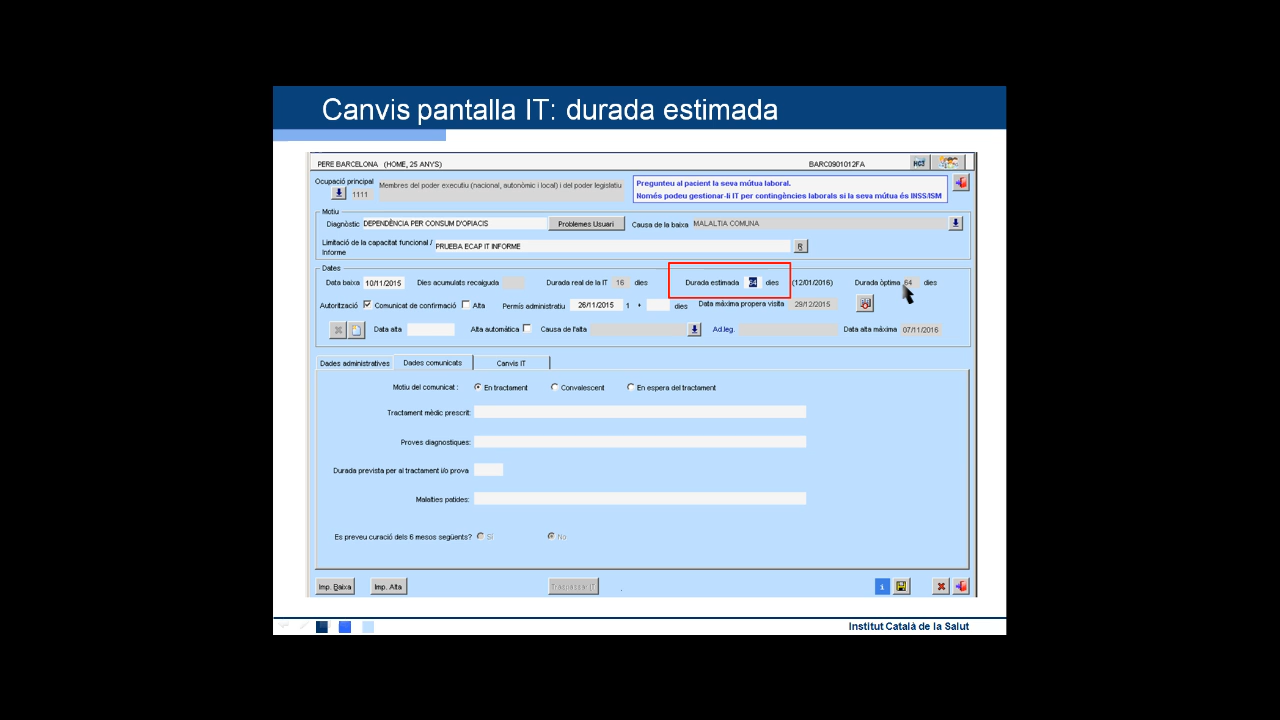 Canvis pantalla IT: durada estimada
PERE BARCELONA (HOME, 25 ANYS) BARC0901012FA HC3
Ocupació principal 1111 Membres del poder executiu (nacional, autonòmic i local) i del poder legislatiu
Pregunteu al pacient la seva mútua laboral.
Només podeu gestionar-li IT per contingències laborals si la seva mútua és INSS/ISM
Motiu
Diagnòstic DEPENDÈNCIA PER CONSUM D'OPIACIS Problemes Usuari Causa de la baixa MALALTIA COMUNA
Limitació de la capacitat funcional /
Informe PRUEBA ECAP IT INFORME R
Dates
Data baixa 10/11/2015 Dies acumulats recaiguda Durada real de la IT 16 dies Durada estimada 64 dies (12/01/2016) Durada òptima 64 dies
Autorització Comunicat de confirmació Alta Permís administratiu 26/11/2015 1 + dies Data màxima propera visita 29/12/2015
Data alta Alta automàtica Causa de l'alta Ad.leg. Data alta màxima 07/11/2016
Dades administratives Dades comunicats Canvis IT
Motiu del comunicat : En tractament Convalescent En espera del tractament
Tractament mèdic prescrit:
Proves diagnostiques:
Durada prevista per al tractament i/o prova
Malalties patides:
Es preveu curació dels 6 mesos següents? Sí No
Imp. Baixa Imp. Alta Traspassar IT i
Institut Català de la Salut